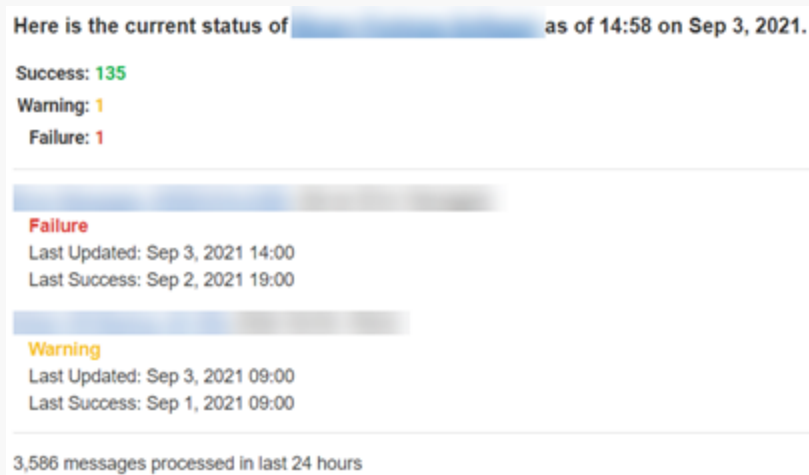 Here is the current status of as of 14:58 on Sep 3, 2021.
Success: 135
Warning: 1
Failure: 1
Failure
Last Updated: Sep 3, 2021 14:00
Last Success: Sep 2, 2021 19:00
Warning
Last Updated: Sep 3, 2021 09:00
Last Success: Sep 1, 2021 09:00
3,586 messages processed in last 24 hours